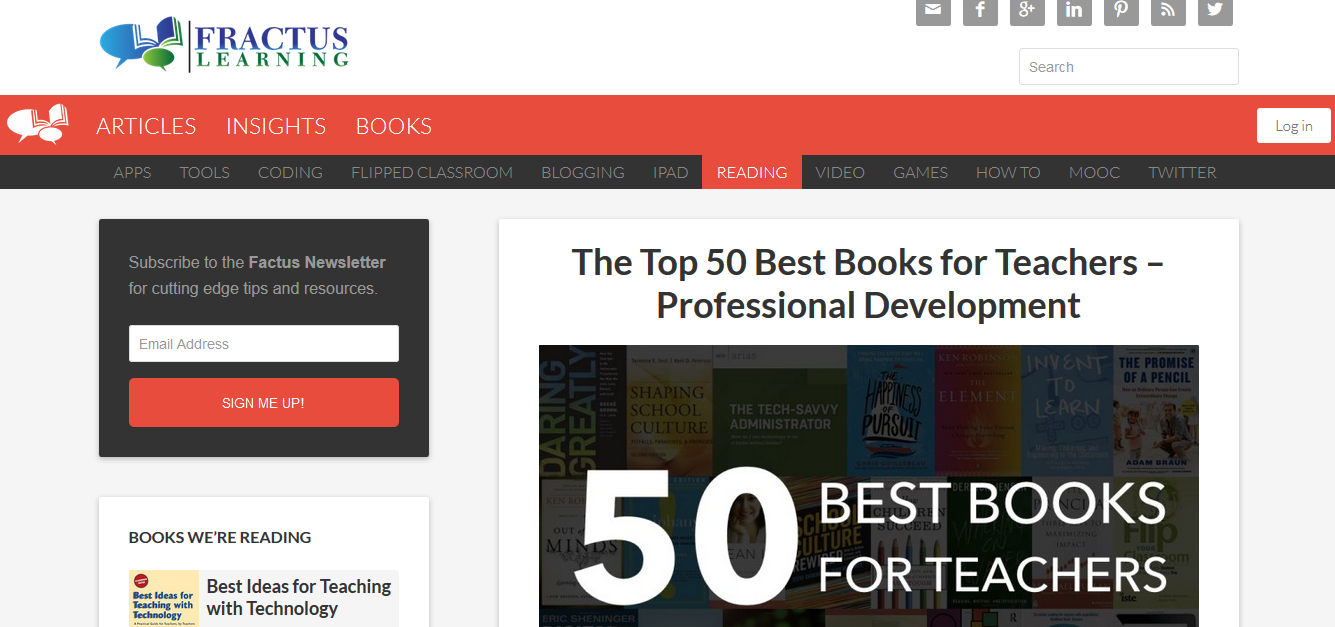 FRACTUS
LEARNING
Search
ARTICLES INSIGHTS BOOKS
Log in
APPS TOOLS CODING FLIPPED CLASSROOM BLOGGING IPAD READING VIDEO GAMES HOW TO MOOC TWITTER
Subscribe to the Factus Newsletter
for cutting edge tips and resources.
Email Address
SIGN ME UP!
BOOKS WE'RE READING
Best Ideas for
Teaching with
Technology
Best Ideas for Teaching
with Technology
The Top 50 Best Books for Teachers –
Professional Development
DARING
GREATLY
SHAPING
SCHOOL
CULTURE
arias
THE TECH-SAVVY
ADMINISTRATOR
THE
HAPPINESS
OF
PURSUIT
KEN ROBINSON
THE
ELEMENT
INVENT
TO
LEARN
THE PROMISE
OF A PENCIL
ADAM BRAUN
50 BEST BOOKS
FOR TEACHERS
OUT OF
MINDS
SCHOOL
CULTURE
REWIRED
CHILDREN
SUCCEED
Flip
Classroom
iste
ERIC SHENINGER